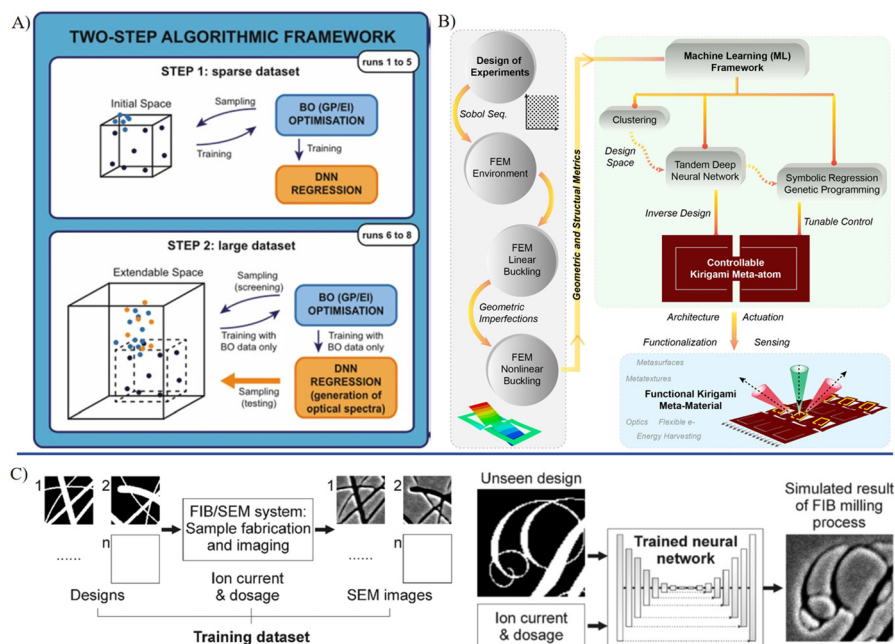 A)
TWO-STEP ALGORITHMIC FRAMEWORK
runs 1 to 5
STEP 1: sparse dataset
Initial Space
Sampling
Training
BO (GP/EI)
OPTIMISATION
Training
DNN
REGRESSION
runs 6 to 8
STEP 2: large dataset
Extendable Space
Sampling
(screening)
Training with
BO data only
BO (GP/EI)
OPTIMISATION
Training with
BO data only
DNN
REGRESSION
(generation of
optical spectra)
Sampling
(testing)
B)
Design of
Experiments
Sobol Seq.
FEM
Environment
FEM
Linear
Buckling
Geometric
Imperfections
FEM
Nonlinear
Buckling
Geometric and Structual Metrics
Machine Learning (ML)
Framework
Clustering
Design
Space
Tandem Deep
Neural Network
Symbolic Regression
Genetic Programming
Inverse Design
Tunable Control
Controllable
Kirigami Meta-atom
Architecture
Actuation
Functionalization
Sensing
Metasurfaces
Metatextures
Functional Kirigami
Meta-Material
Optics Flexible e-
Energy Harvesting
C)
1
2
......
n
Designs
FIB/SEM system:
Sample fabrication
and imaging
Ion current
& dosage
1
2
......
n
SEM images
Training dataset
Unseen design
Ion current
& dosage
Trained neural
network
Simulated result
of FIB milling
process